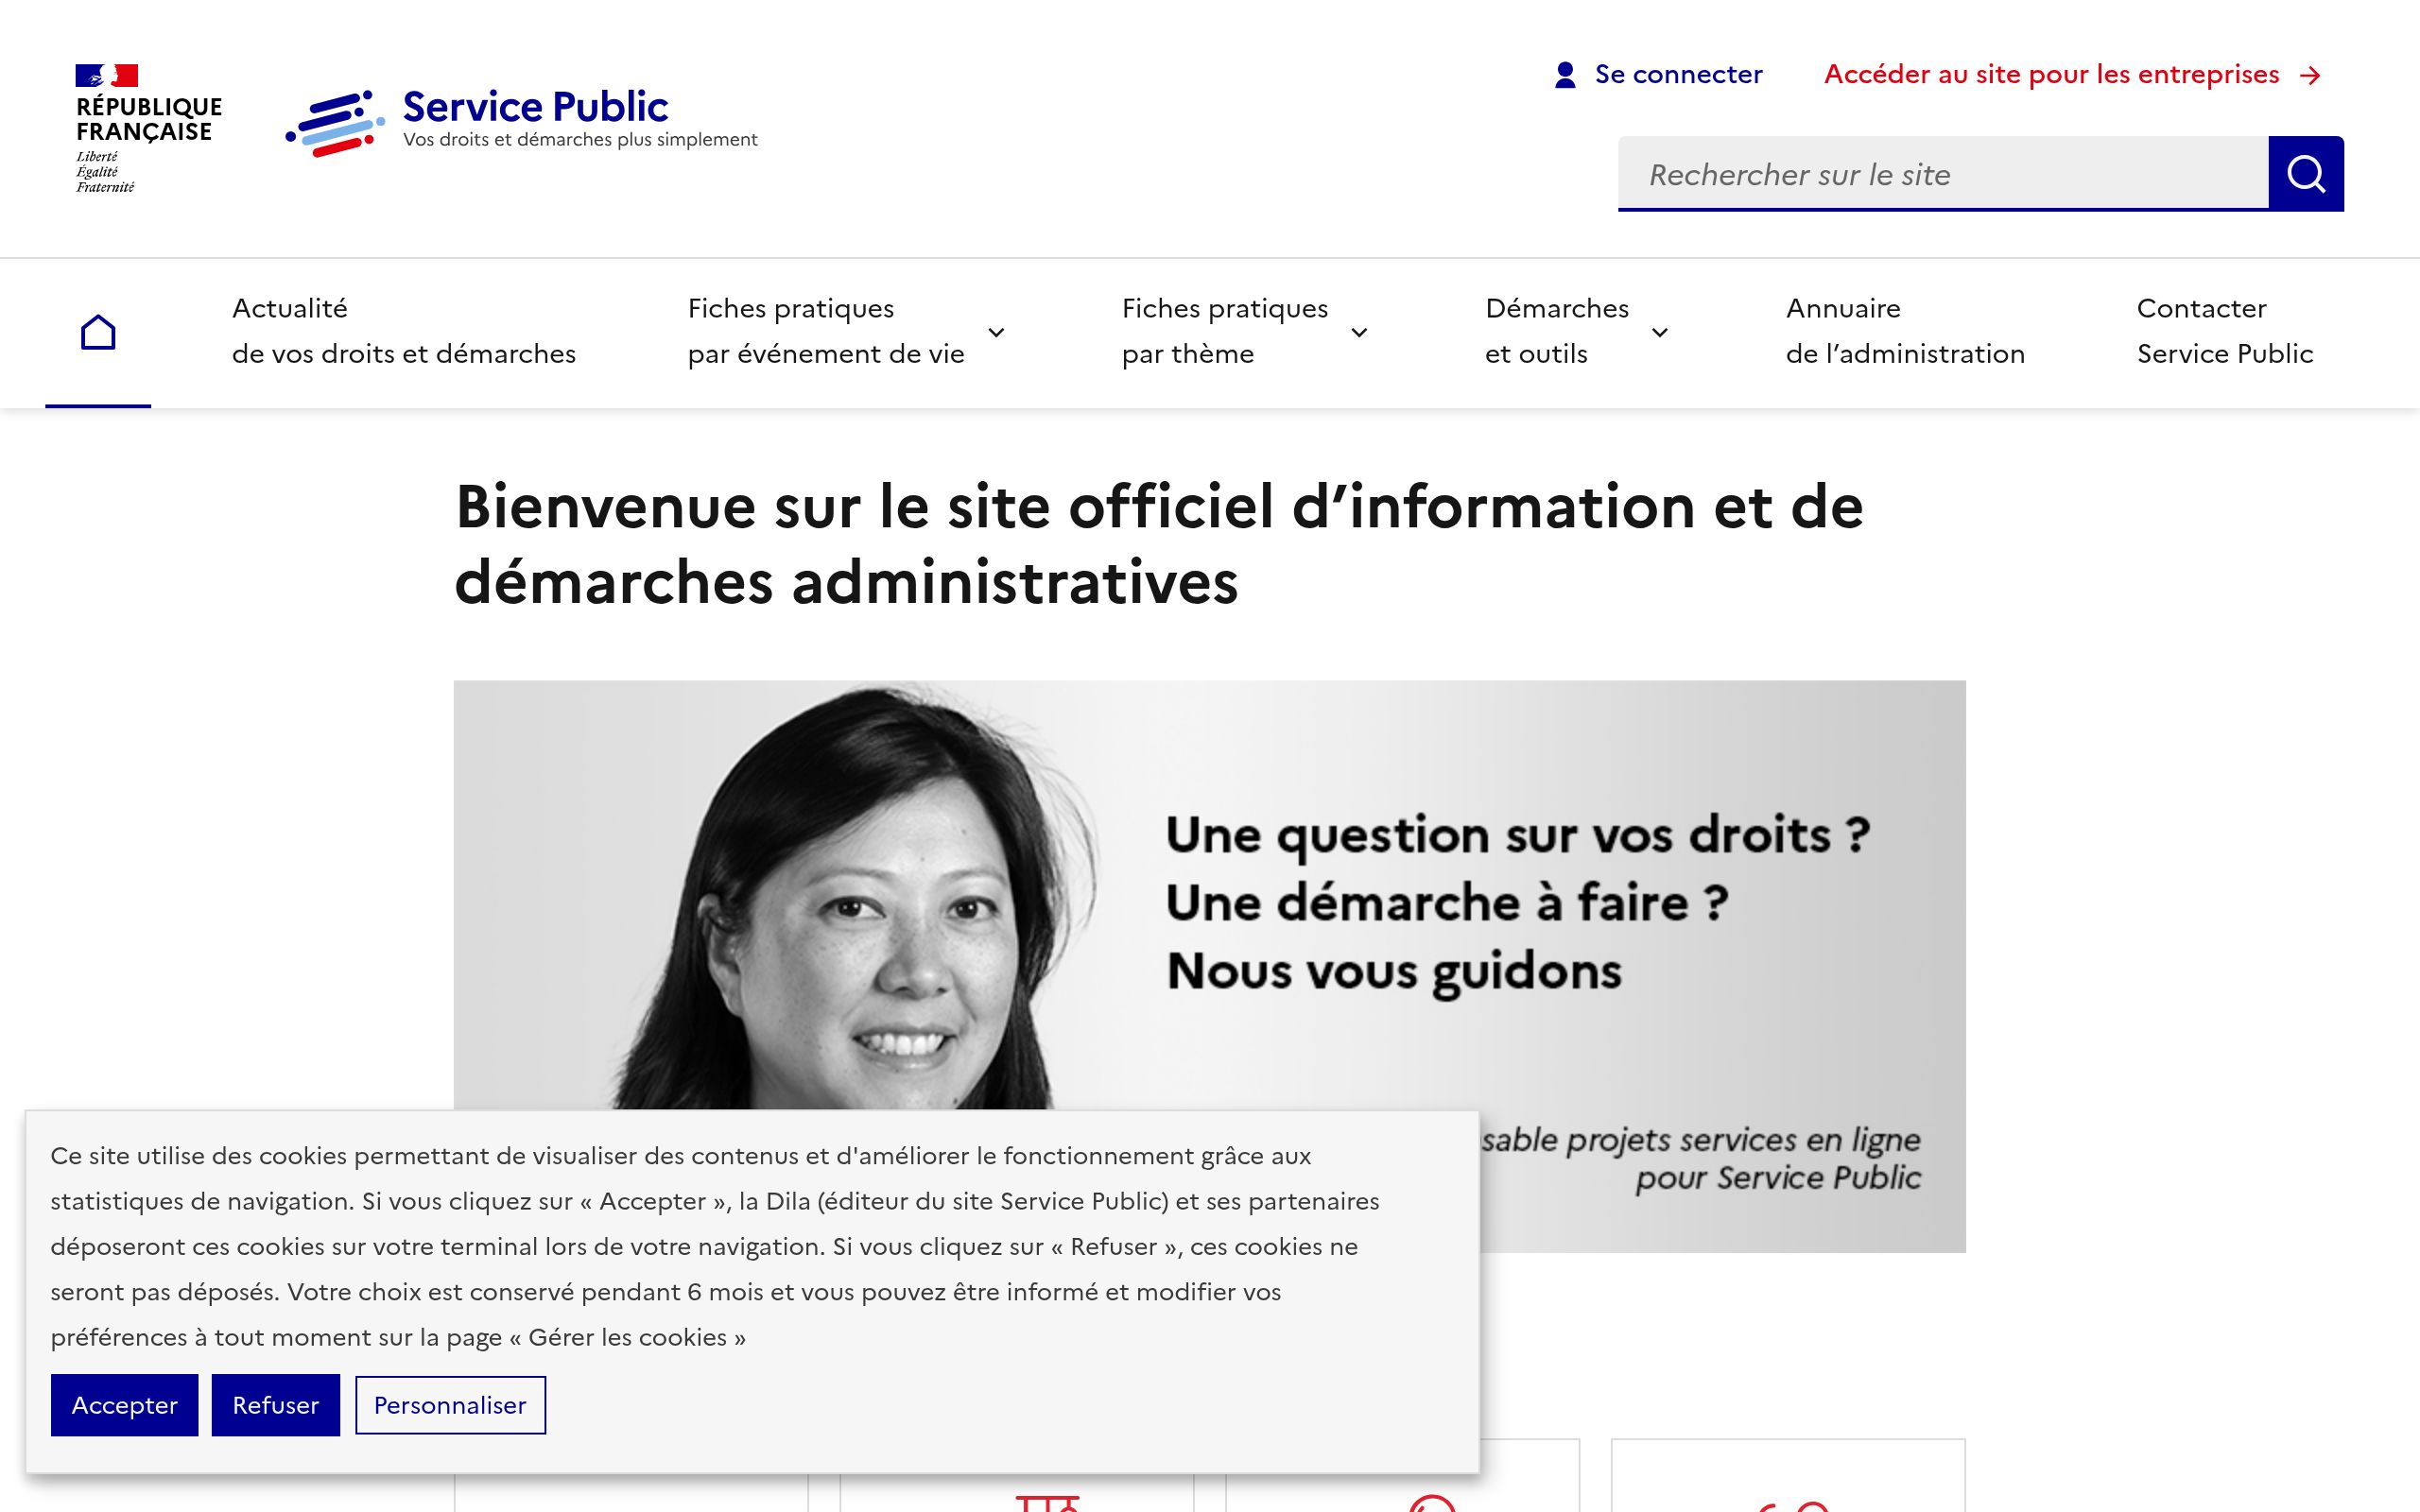 RÉPUBLIQUE
FRANÇAISE
Liberté
Égalité
Fraternité
Service Public
Vos droits et démarches plus simplement
Se connecter
Accéder au site pour les entreprises
Rechercher sur le site
Actualité
de vos droits et démarches
Fiches pratiques
par événement de vie
Fiches pratiques
par thème
Démarches
et outils
Annuaire
de l’administration
Contacter
Service Public
Bienvenue sur le site officiel d’information et de
démarches administratives
Une question sur vos droits ?
Une démarche à faire ?
Nous vous guidons
projets services en ligne
pour Service Public
Ce site utilise des cookies permettant de visualiser des contenus et d'améliorer le fonctionnement grâce aux
statistiques de navigation. Si vous cliquez sur « Accepter », la Dila (éditeur du site Service Public) et ses partenaires
déposeront ces cookies sur votre terminal lors de votre navigation. Si vous cliquez sur « Refuser », ces cookies ne
seront pas déposés. Votre choix est conservé pendant 6 mois et vous pouvez être informé et modifier vos
préférences à tout moment sur la page « Gérer les cookies »
Accepter
Refuser
Personnaliser